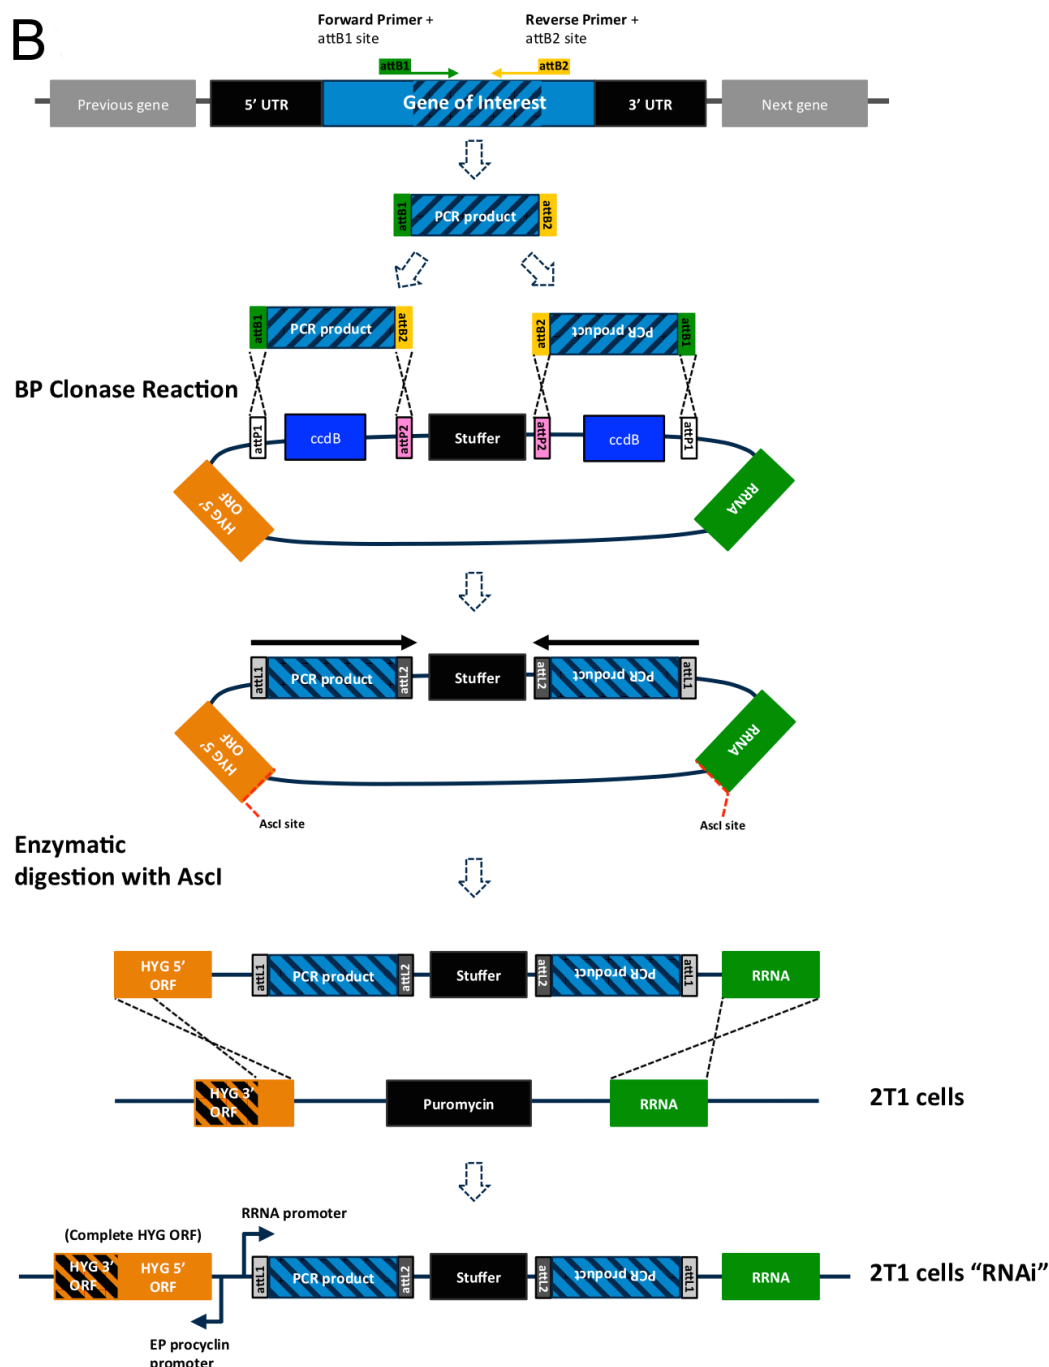 B
Forward Primer +
attB1 site
Reverse Primer +
attB2 site
attB1
attB2
Previous gene
5' UTR
Gene of Interest
3' UTR
Next gene
attB1
PCR product
attB2
attB1
PCR product
attB2
attB2
PCR product
attB1
BP Clonase Reaction
attP1
ccdB
attP2
Stuffer
attP2
ccdB
attP1
HYG 5'
ORF
RRNA
attL1
PCR product
attL2
Stuffer
attL2
PCR product
attL1
HYG 5'
ORF
RRNA
AscI site
AscI site
Enzymatic
digestion with AscI
HYG 5'
ORF
attL1
PCR product
attL2
Stuffer
attL2
PCR product
attL1
RRNA
HYG 3'
ORF
Puromycin
RRNA
2T1 cells
RRNA promoter
(Complete HYG ORF)
HYG 3'
ORF
HYG 5'
ORF
attL1
PCR product
attL2
Stuffer
attL2
PCR product
attL1
RRNA
2T1 cells “RNAi”
EP procyclin
promoter